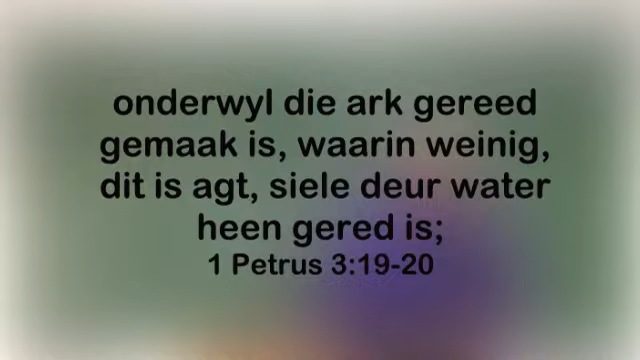 onderwyl die ark gereed
gemaak is, waarin weinig,
dit is agt, siele deur water
heen gered is;
1 Petrus 3:19-20